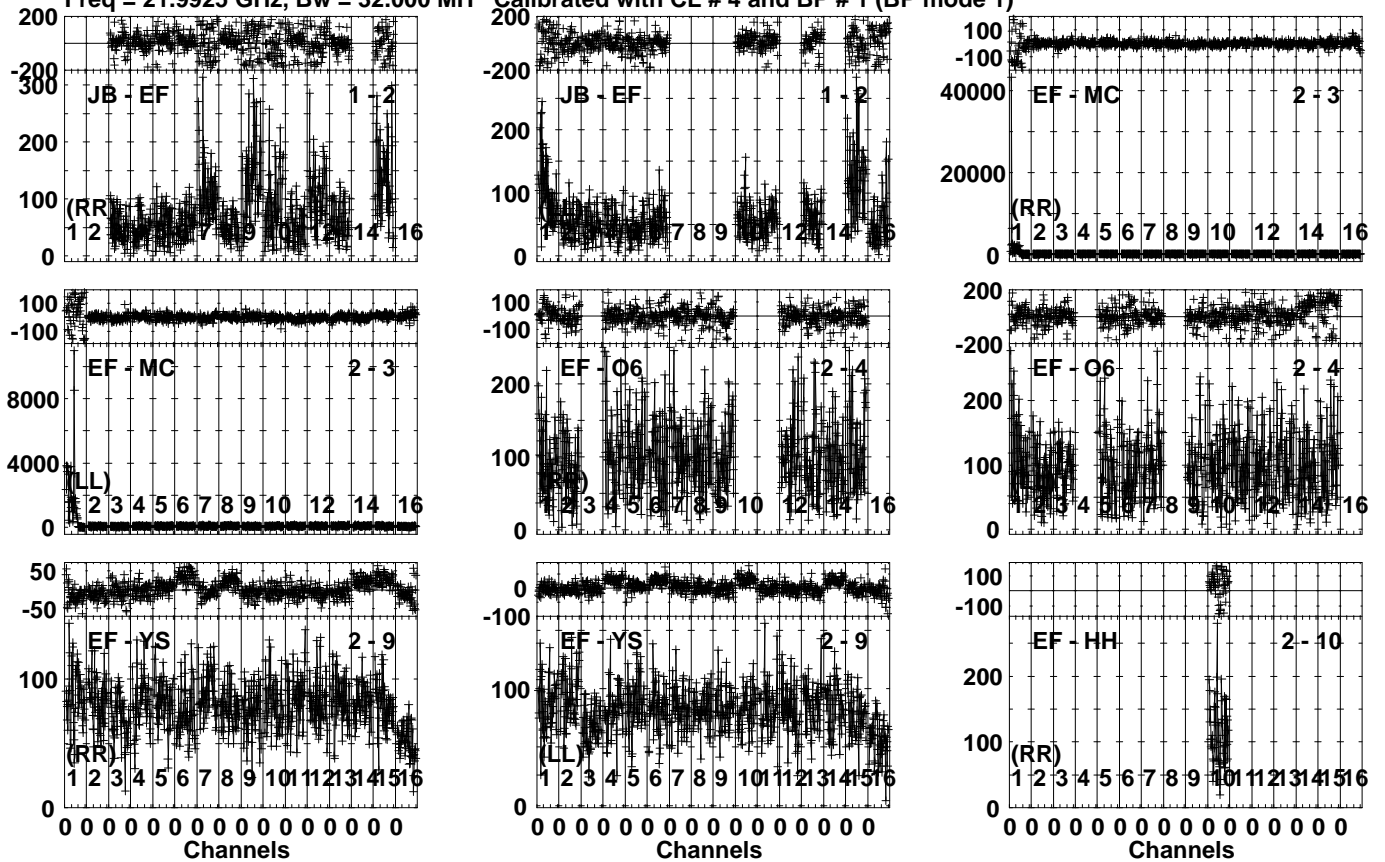 Freq = 21.9925 GHz, Bw = 32.000 MH Calibrated with CL # 4 and BP # 1 (BP mode 1)
200
-200
300
200
100
0
JB - EF 1 - 2
(RR)
1 2 7 9 12 14 16
200
-200
200
100
0
JB - EF 1 - 2
1 7 8 9 12 14 16
100
-100
40000
20000
0
EF - MC 2 - 3
(RR)
1 2 3 4 5 6 7 8 9 10 12 14 16
100
-100
8000
4000
0
EF - MC 2 - 3
(LL)
2 3 4 5 6 7 8 9 10 12 14 16
100
-100
200
100
0
EF - O6 2 - 4
1 2 3 4 5 6 7 8 9 10 12 14 16
200
-200
200
100
0
EF - O6 2 - 4
1 2 3 4 5 6 7 8 9 10 12 14 16
50
-50
100
0
EF - YS 2 - 9
(RR)
1 2 3 4 5 6 7 8 9 10 11 12 13 14 15 16
0 0 0 0 0 0 0 0 0 0 0 0 0 0 0 0
Channels
0
-100
100
0
EF - YS 2 - 9
(LL)
1 2 3 4 5 6 7 8 9 10 11 12 13 14 15 16
0 0 0 0 0 0 0 0 0 0 0 0 0 0 0 0
Channels
100
-100
200
100
0
EF - HH 2 - 10
(RR)
1 2 3 4 5 6 7 8 9 10 11 12 13 14 15 16
0 0 0 0 0 0 0 0 0 0 0 0 0 0 0 0
Channels